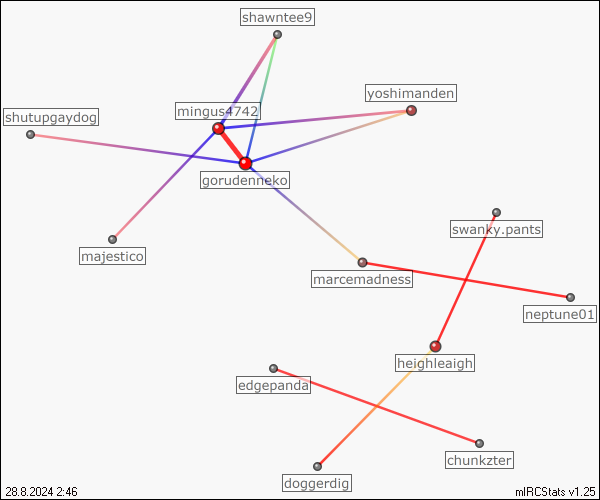 shawntee9
yoshimanden
mingus4742
shutupgaydog
gorudenneko
swanky.pants
majestico
marcemadness
neptune01
heighleaigh
edgepanda
chunkzter
doggerdig
28.8.2024 2:46
mIRCStats v1.25